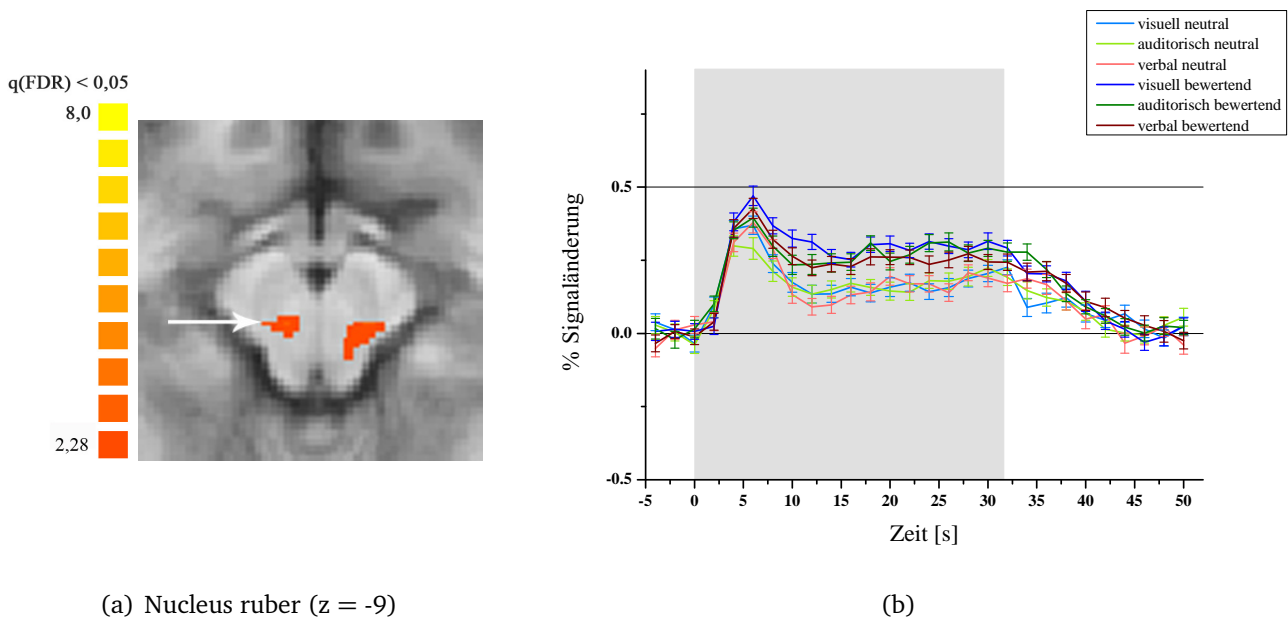 q(FDR) < 0,05
8,0
2,28
(a) Nucleus ruber (z = -9)
visuell neutral
auditorisch neutral
verbal neutral
visuell bewertend
auditorisch bewertend
verbal bewertend
% Signaländerung
0.5
0.0
-0.5
-5 0 5 10 15 20 25 30 35 40 45 50
Zeit [s]
(b)